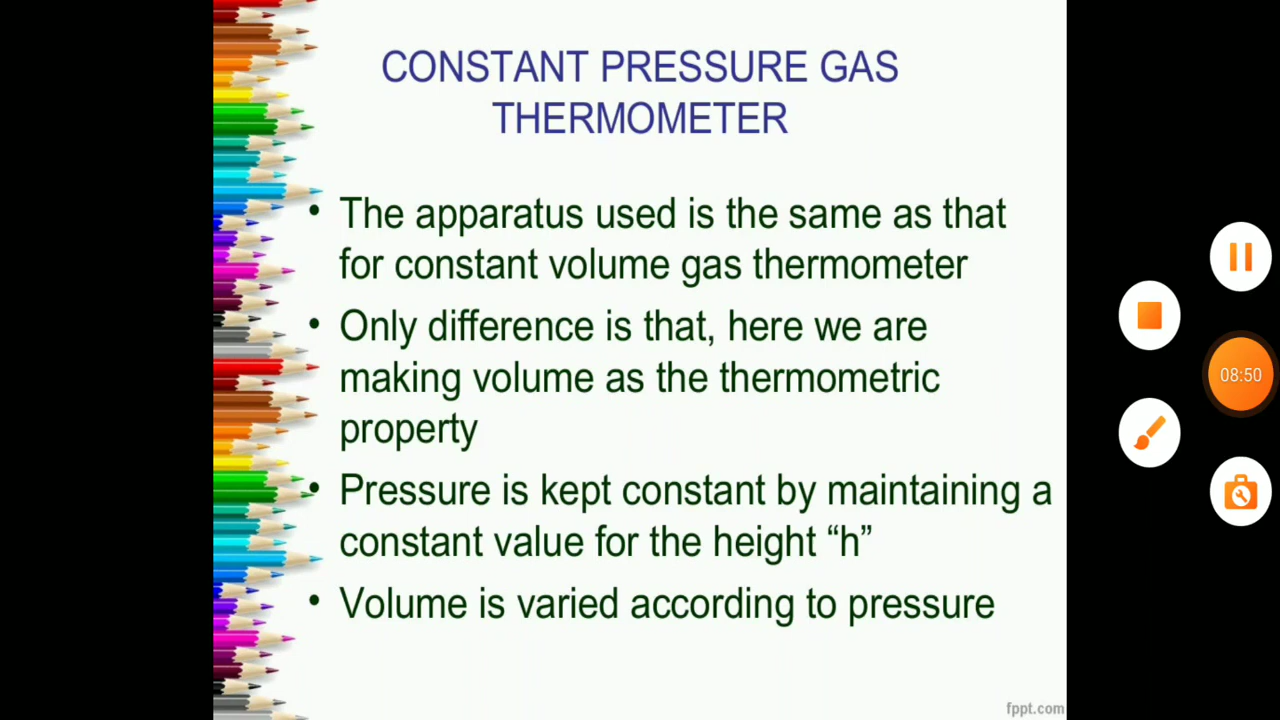 CONSTANT PRESSURE GAS
THERMOMETER
• The apparatus used is the same as that
for constant volume gas thermometer
• Only difference is that, here we are
making volume as the thermometric
property
• Pressure is kept constant by maintaining a
constant value for the height “h”
• Volume is varied according to pressure
08:50
fppt.com